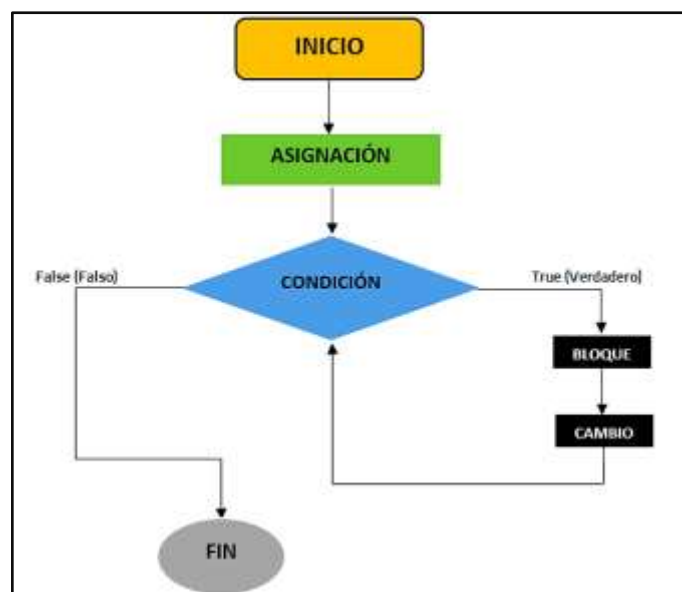 INICIO
ASIGNACIÓN
CONDICIÓN
False (Falso)
True (Verdadero)
BLOQUE
CAMBIO
FIN